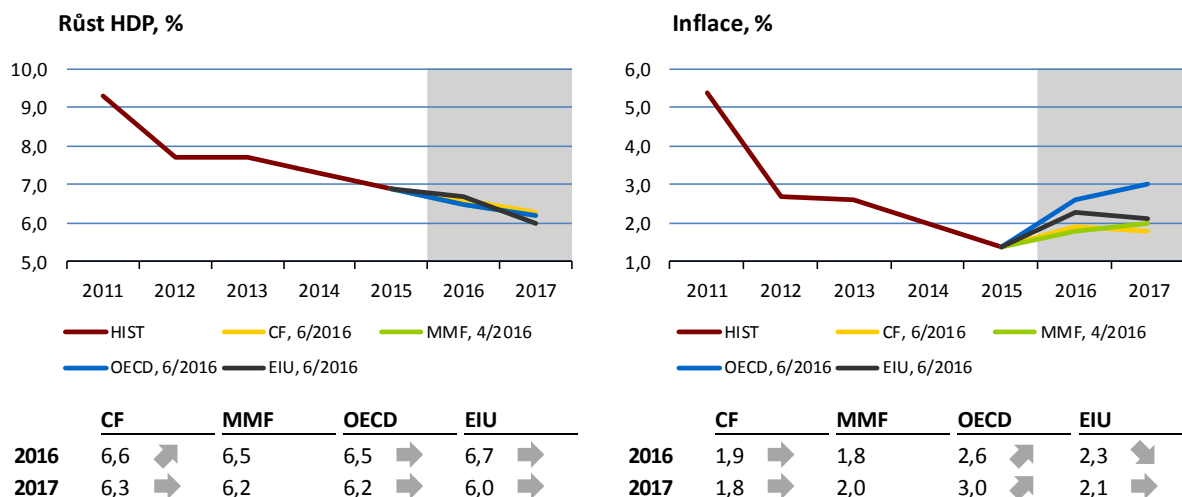 Růst HDP, %
10,0
9,0
8,0
7,0
6,0
5,0
2011 2012 2013 2014 2015 2016 2017
HIST CF, 6/2016 MMF, 4/2016
OECD, 6/2016 EIU, 6/2016
CF MMF OECD EIU
2016 6,6 6,5 6,5 6,7
2017 6,3 6,2 6,2 6,0
Inflace, %
6,0
5,0
4,0
3,0
2,0
1,0
2011 2012 2013 2014 2015 2016 2017
HIST CF, 6/2016 MMF, 4/2016
OECD, 6/2016 EIU, 6/2016
CF MMF OECD EIU
2016 1,9 1,8 2,6 2,3
2017 1,8 2,0 3,0 2,1